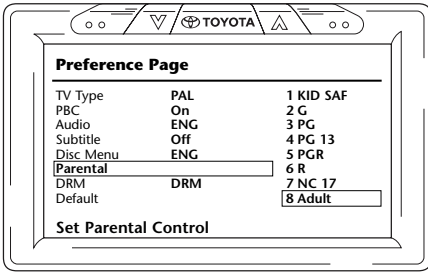 TOYOTA
Preference Page
TV Type PAL 1 KID SAF
PBC On 2 G
Audio ENG 3 PG
Subtitle Off 4 PG 13
Disc Menu ENG 5 PGR
Parental 6 R
DRM DRM 7 NC 17
Default 8 Adult
Set Parental Control